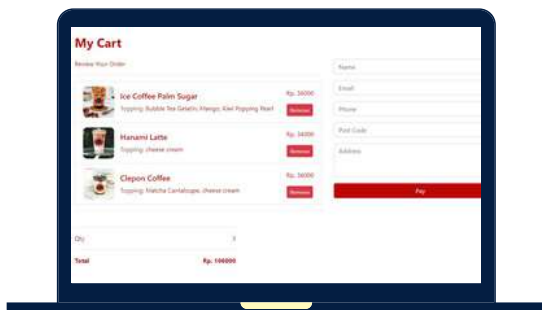 My Cart
Review Your Order
Ice Coffee Palm Sugar
Rp. 36000
Topping: Bubble Tea Gelatin, Mango, Kiwi Popping Pearl
Remove
Hanami Latte
Rp. 34000
Topping: cheese cream
Remove
Clepon Coffee
Rp. 36000
Topping: Matcha Cantaloupe, cheese cream
Remove
Qty
3
Total
Rp. 106000
Name
Email
Phone
Post Code
Address
Pay